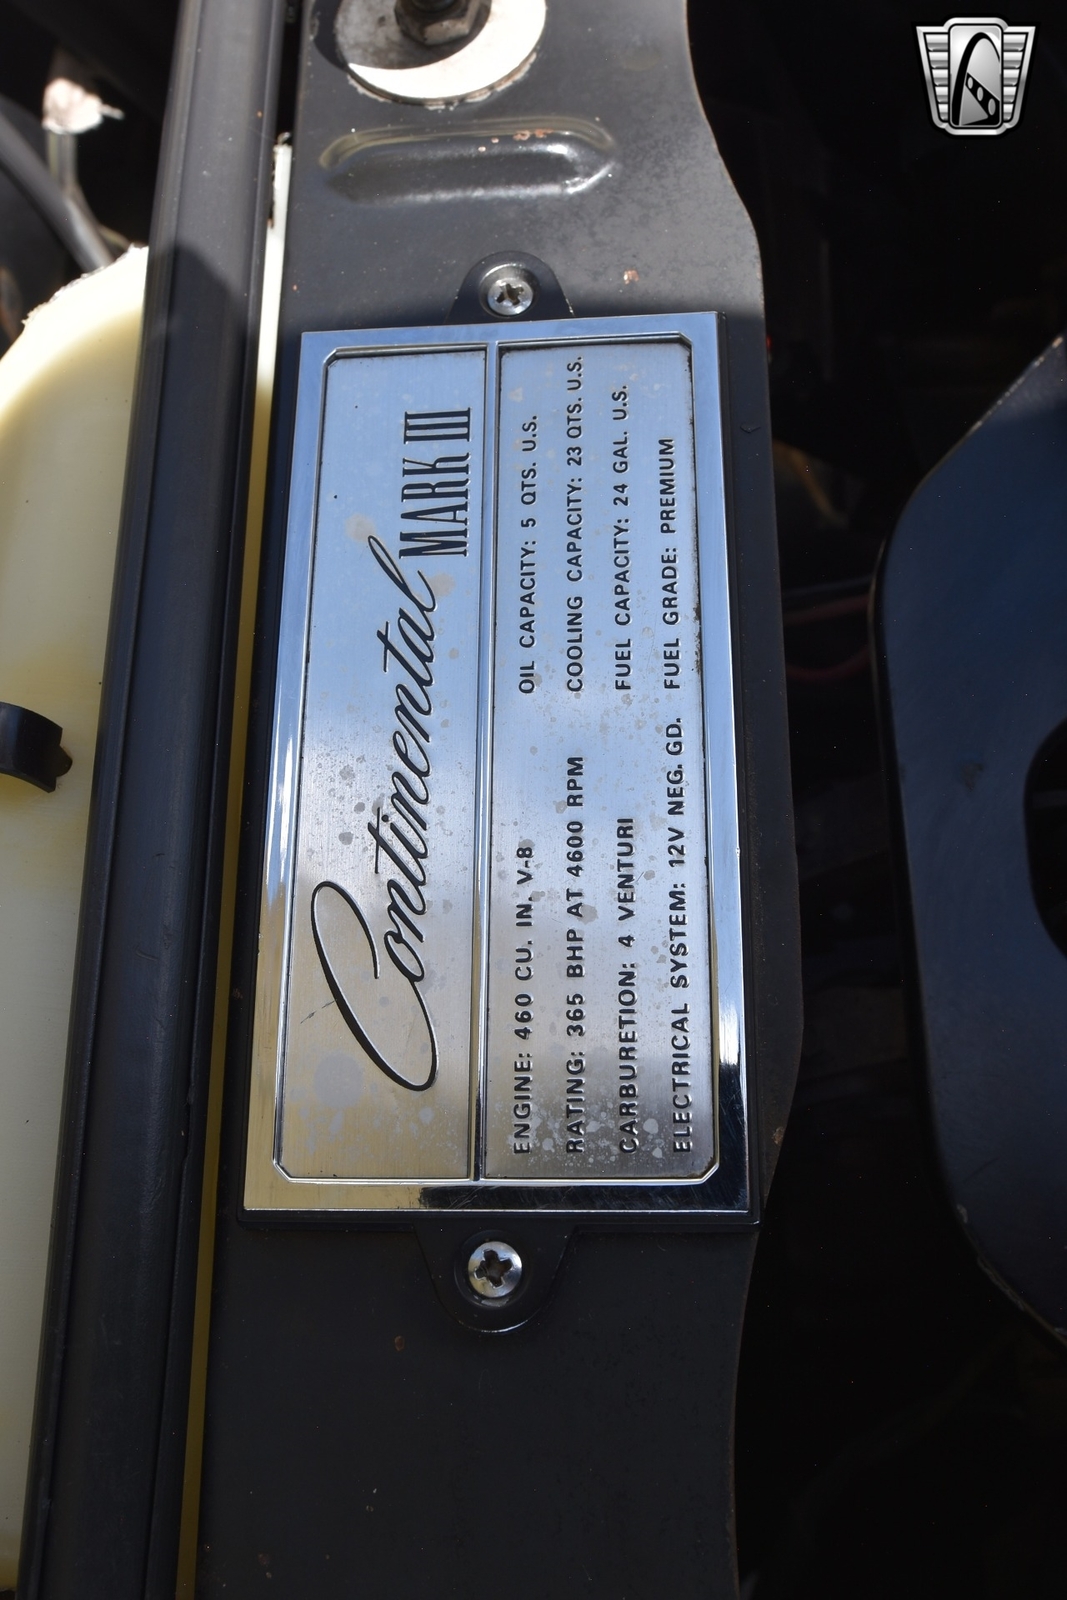 Continental MARK III
ENGINE: 460 CU. IN. V-8 OIL CAPACITY: 5 QTS. U.S.
RATING: 365 BHP AT 4600 RPM COOLING CAPACITY: 23 QTS. U.S.
CARBURETION: 4 VENTURI FUEL CAPACITY: 24 GAL. U.S.
ELECTRICAL SYSTEM: 12V NEG. GD. FUEL GRADE: PREMIUM